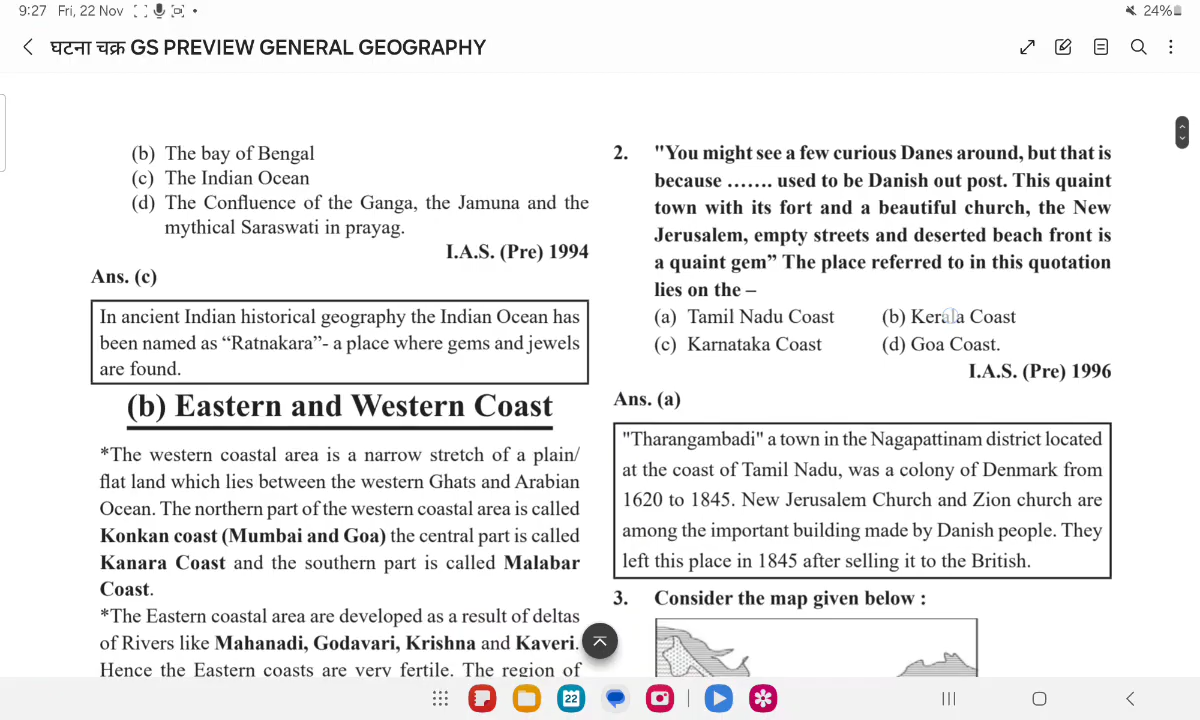 9:27 Fri, 22 Nov
24%
घटना चक्र GS PREVIEW GENERAL GEOGRAPHY
(b) The bay of Bengal
(c) The Indian Ocean
(d) The Confluence of the Ganga, the Jamuna and the
mythical Saraswati in prayag.
I.A.S. (Pre) 1994
Ans. (c)
In ancient Indian historical geography the Indian Ocean has
been named as “Ratnakara”- a place where gems and jewels
are found.
(b) Eastern and Western Coast
*The western coastal area is a narrow stretch of a plain/
flat land which lies between the western Ghats and Arabian
Ocean. The northern part of the western coastal area is called
Konkan coast (Mumbai and Goa) the central part is called
Kanara Coast and the southern part is called Malabar
Coast.
*The Eastern coastal area are developed as a result of deltas
of Rivers like Mahanadi, Godavari, Krishna and Kaveri.
Hence the Eastern coasts are very fertile. The region of
2. "You might see a few curious Danes around, but that is
because ....... used to be Danish out post. This quaint
town with its fort and a beautiful church, the New
Jerusalem, empty streets and deserted beach front is
a quaint gem” The place referred to in this quotation
lies on the –
(a) Tamil Nadu Coast (b) Kerala Coast
(c) Karnataka Coast (d) Goa Coast.
I.A.S. (Pre) 1996
Ans. (a)
"Tharangambadi" a town in the Nagapattinam district located
at the coast of Tamil Nadu, was a colony of Denmark from
1620 to 1845. New Jerusalem Church and Zion church are
among the important building made by Danish people. They
left this place in 1845 after selling it to the British.
3. Consider the map given below :
22